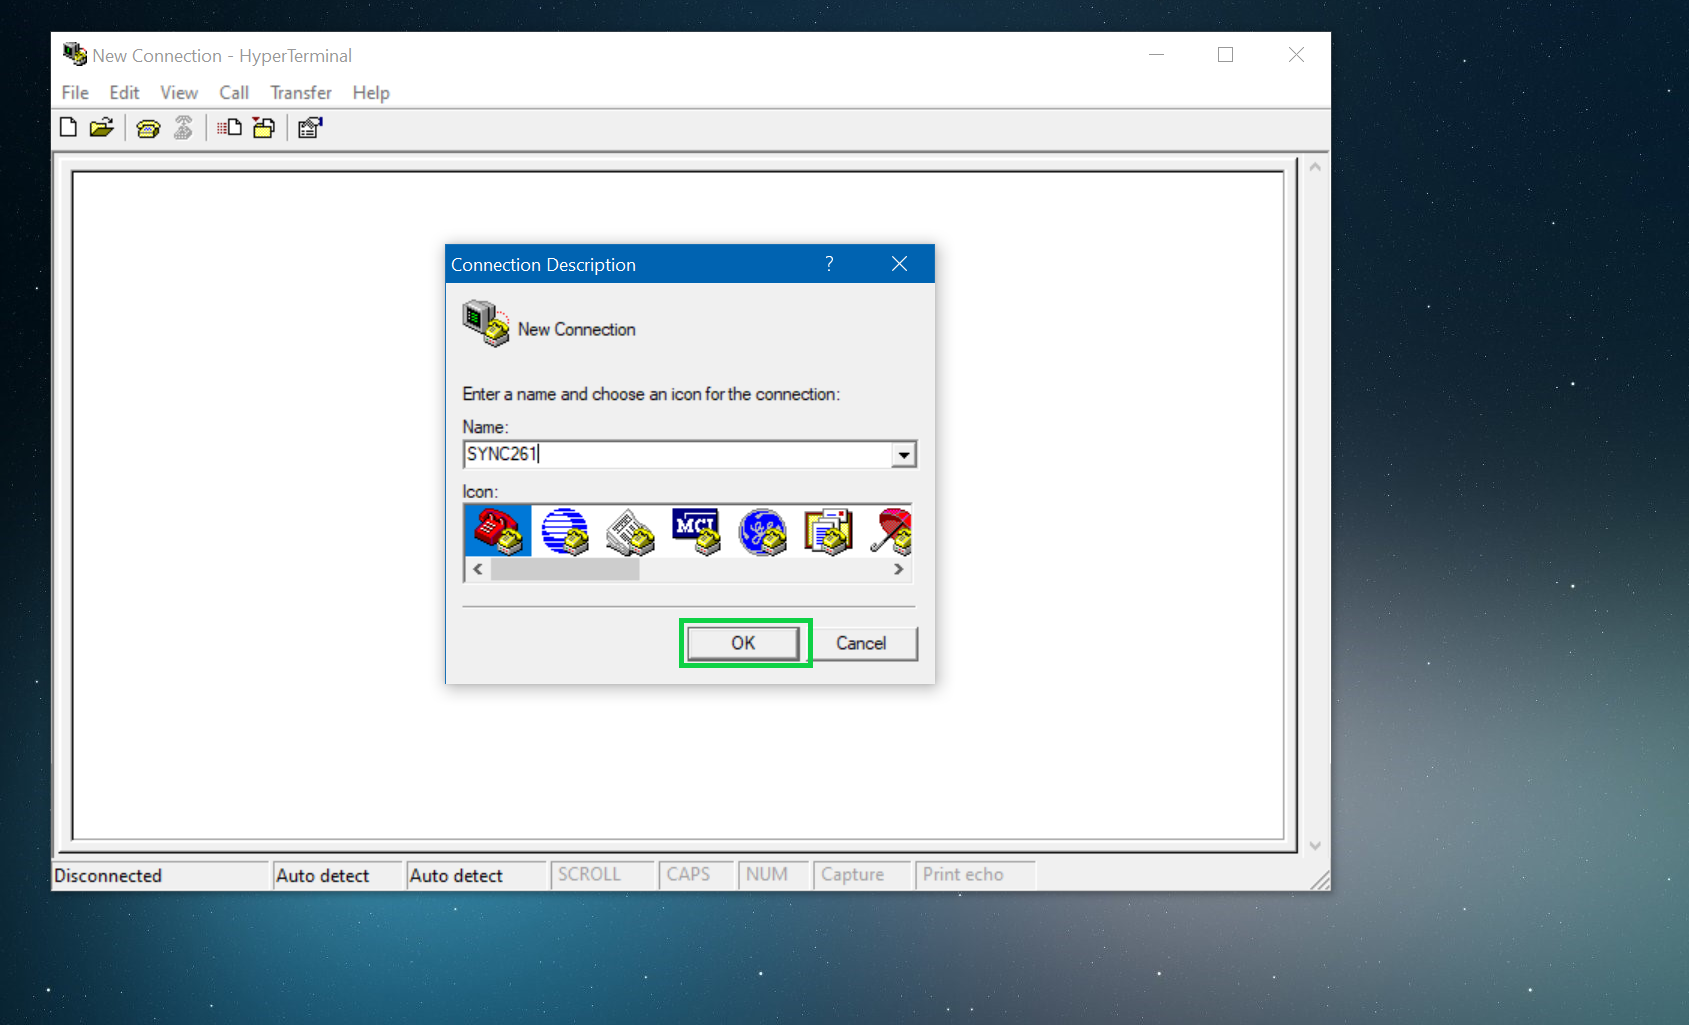 New Connection - HyperTerminal
File Edit View Call Transfer Help
Connection Description ?
New Connection
Enter a name and choose an icon for the connection:
Name:
SYNC261
Icon:
MCI
OK Cancel
Disconnected Auto detect Auto detect SCROLL CAPS NUM Capture Print echo